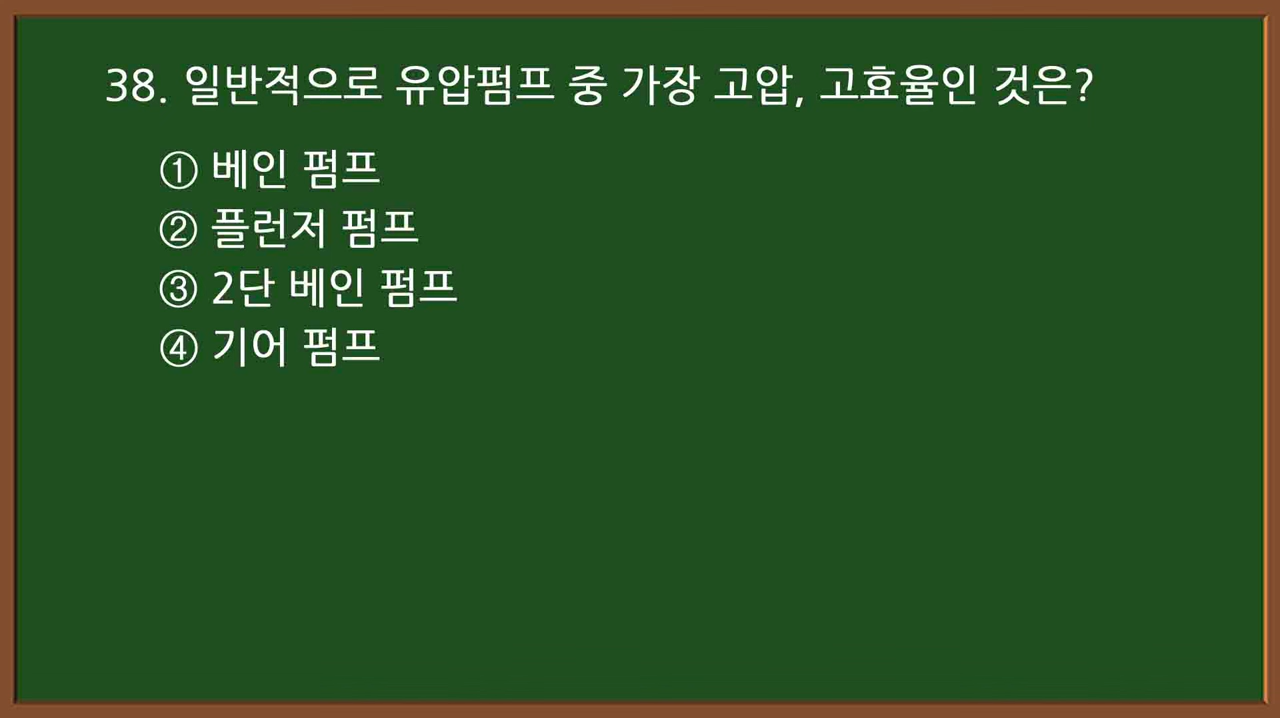 38. 일반적으로 유압펌프 중 가장 고압, 고효율인 것은?
① 베인 펌프
② 플런저 펌프
③ 2단 베인 펌프
④ 기어 펌프